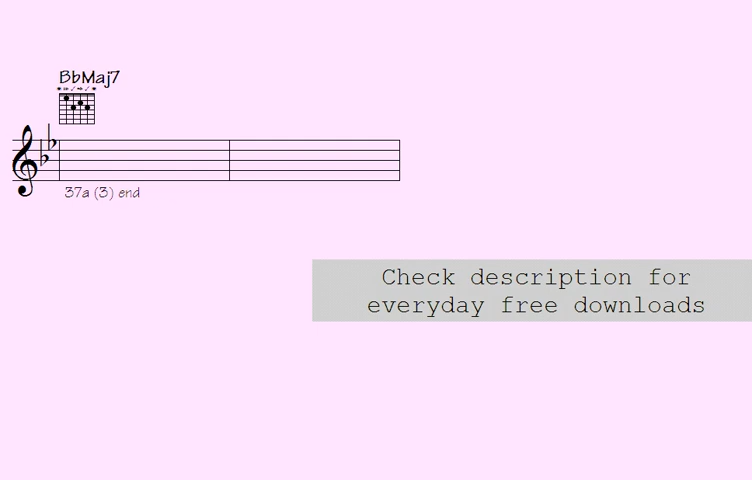 BbMaj7
37a (3) end
Check description for
everyday free downloads